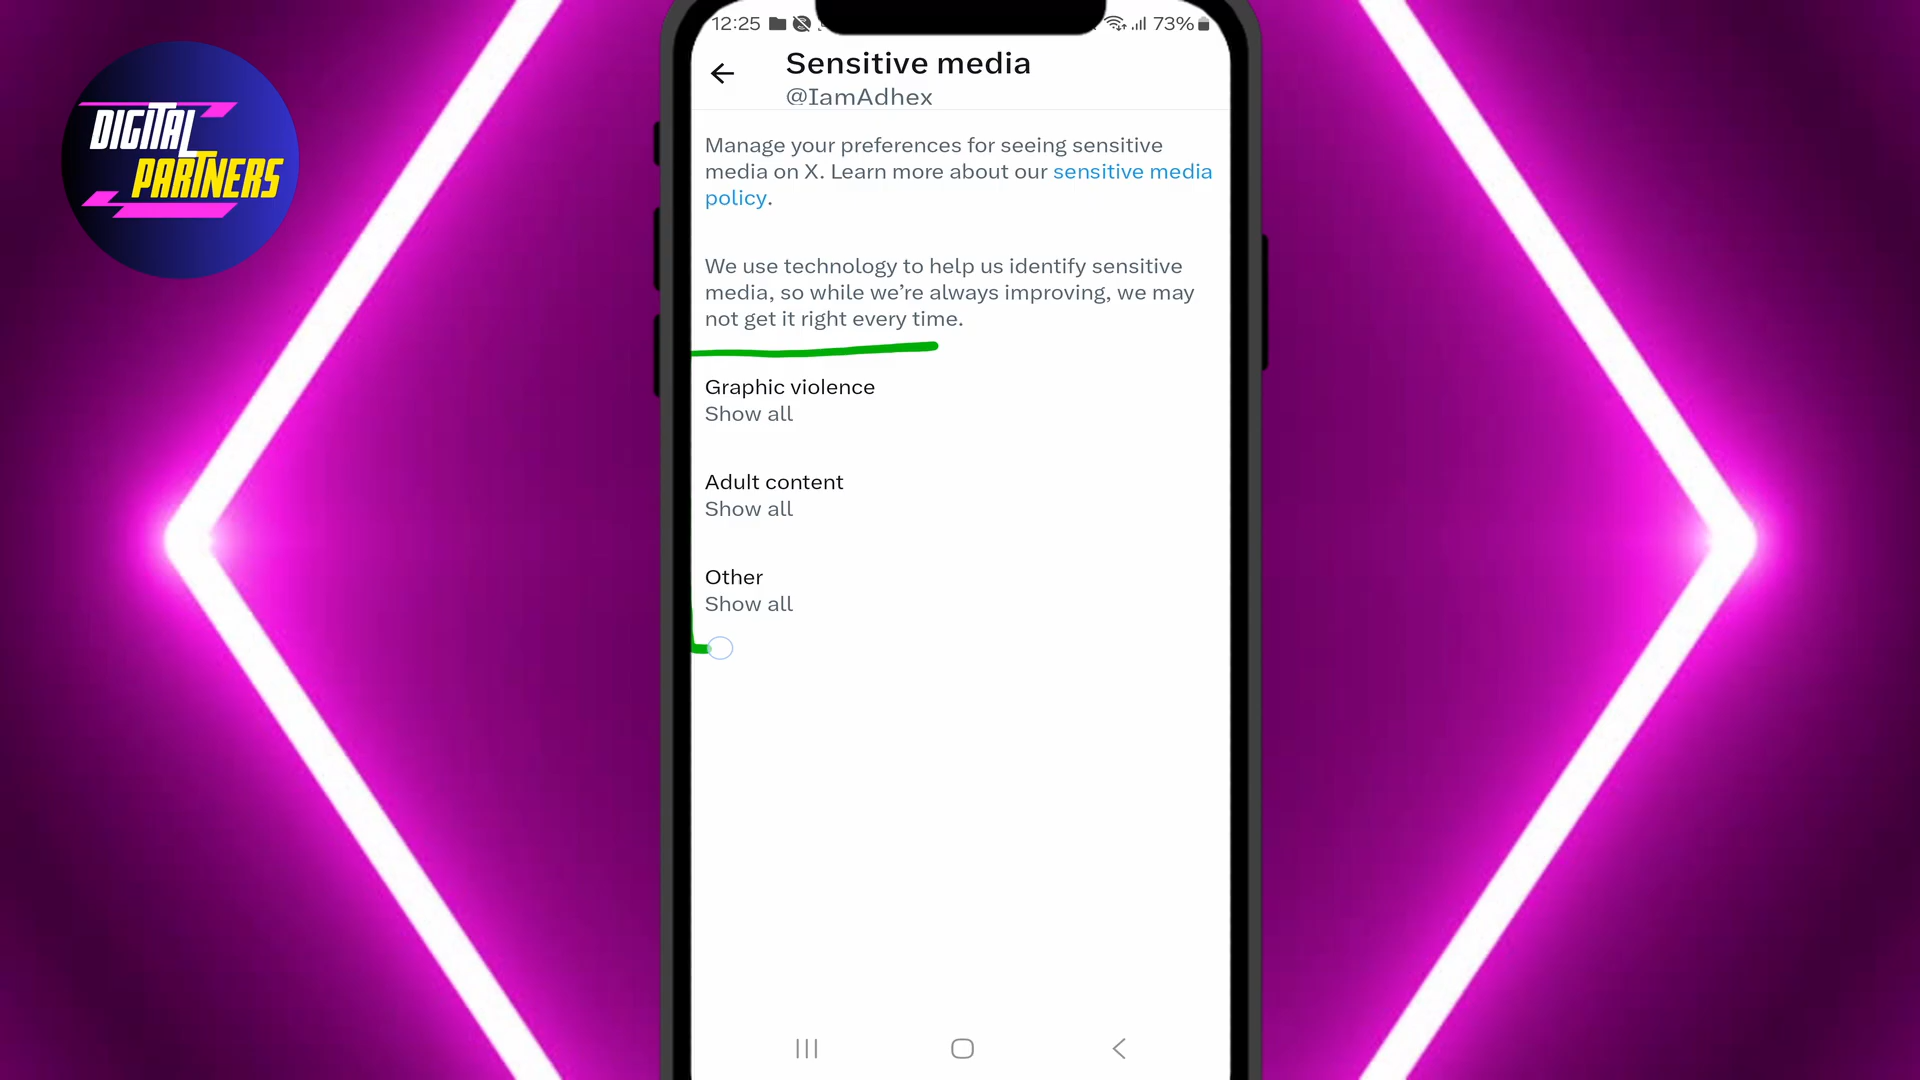 DIGITAL
PARTNERS
12:25
73%
Sensitive media
@IamAdhex
Manage your preferences for seeing sensitive
media on X. Learn more about our sensitive media
policy.
We use technology to help us identify sensitive
media, so while we’re always improving, we may
not get it right every time.
Graphic violence
Show all
Adult content
Show all
Other
Show all